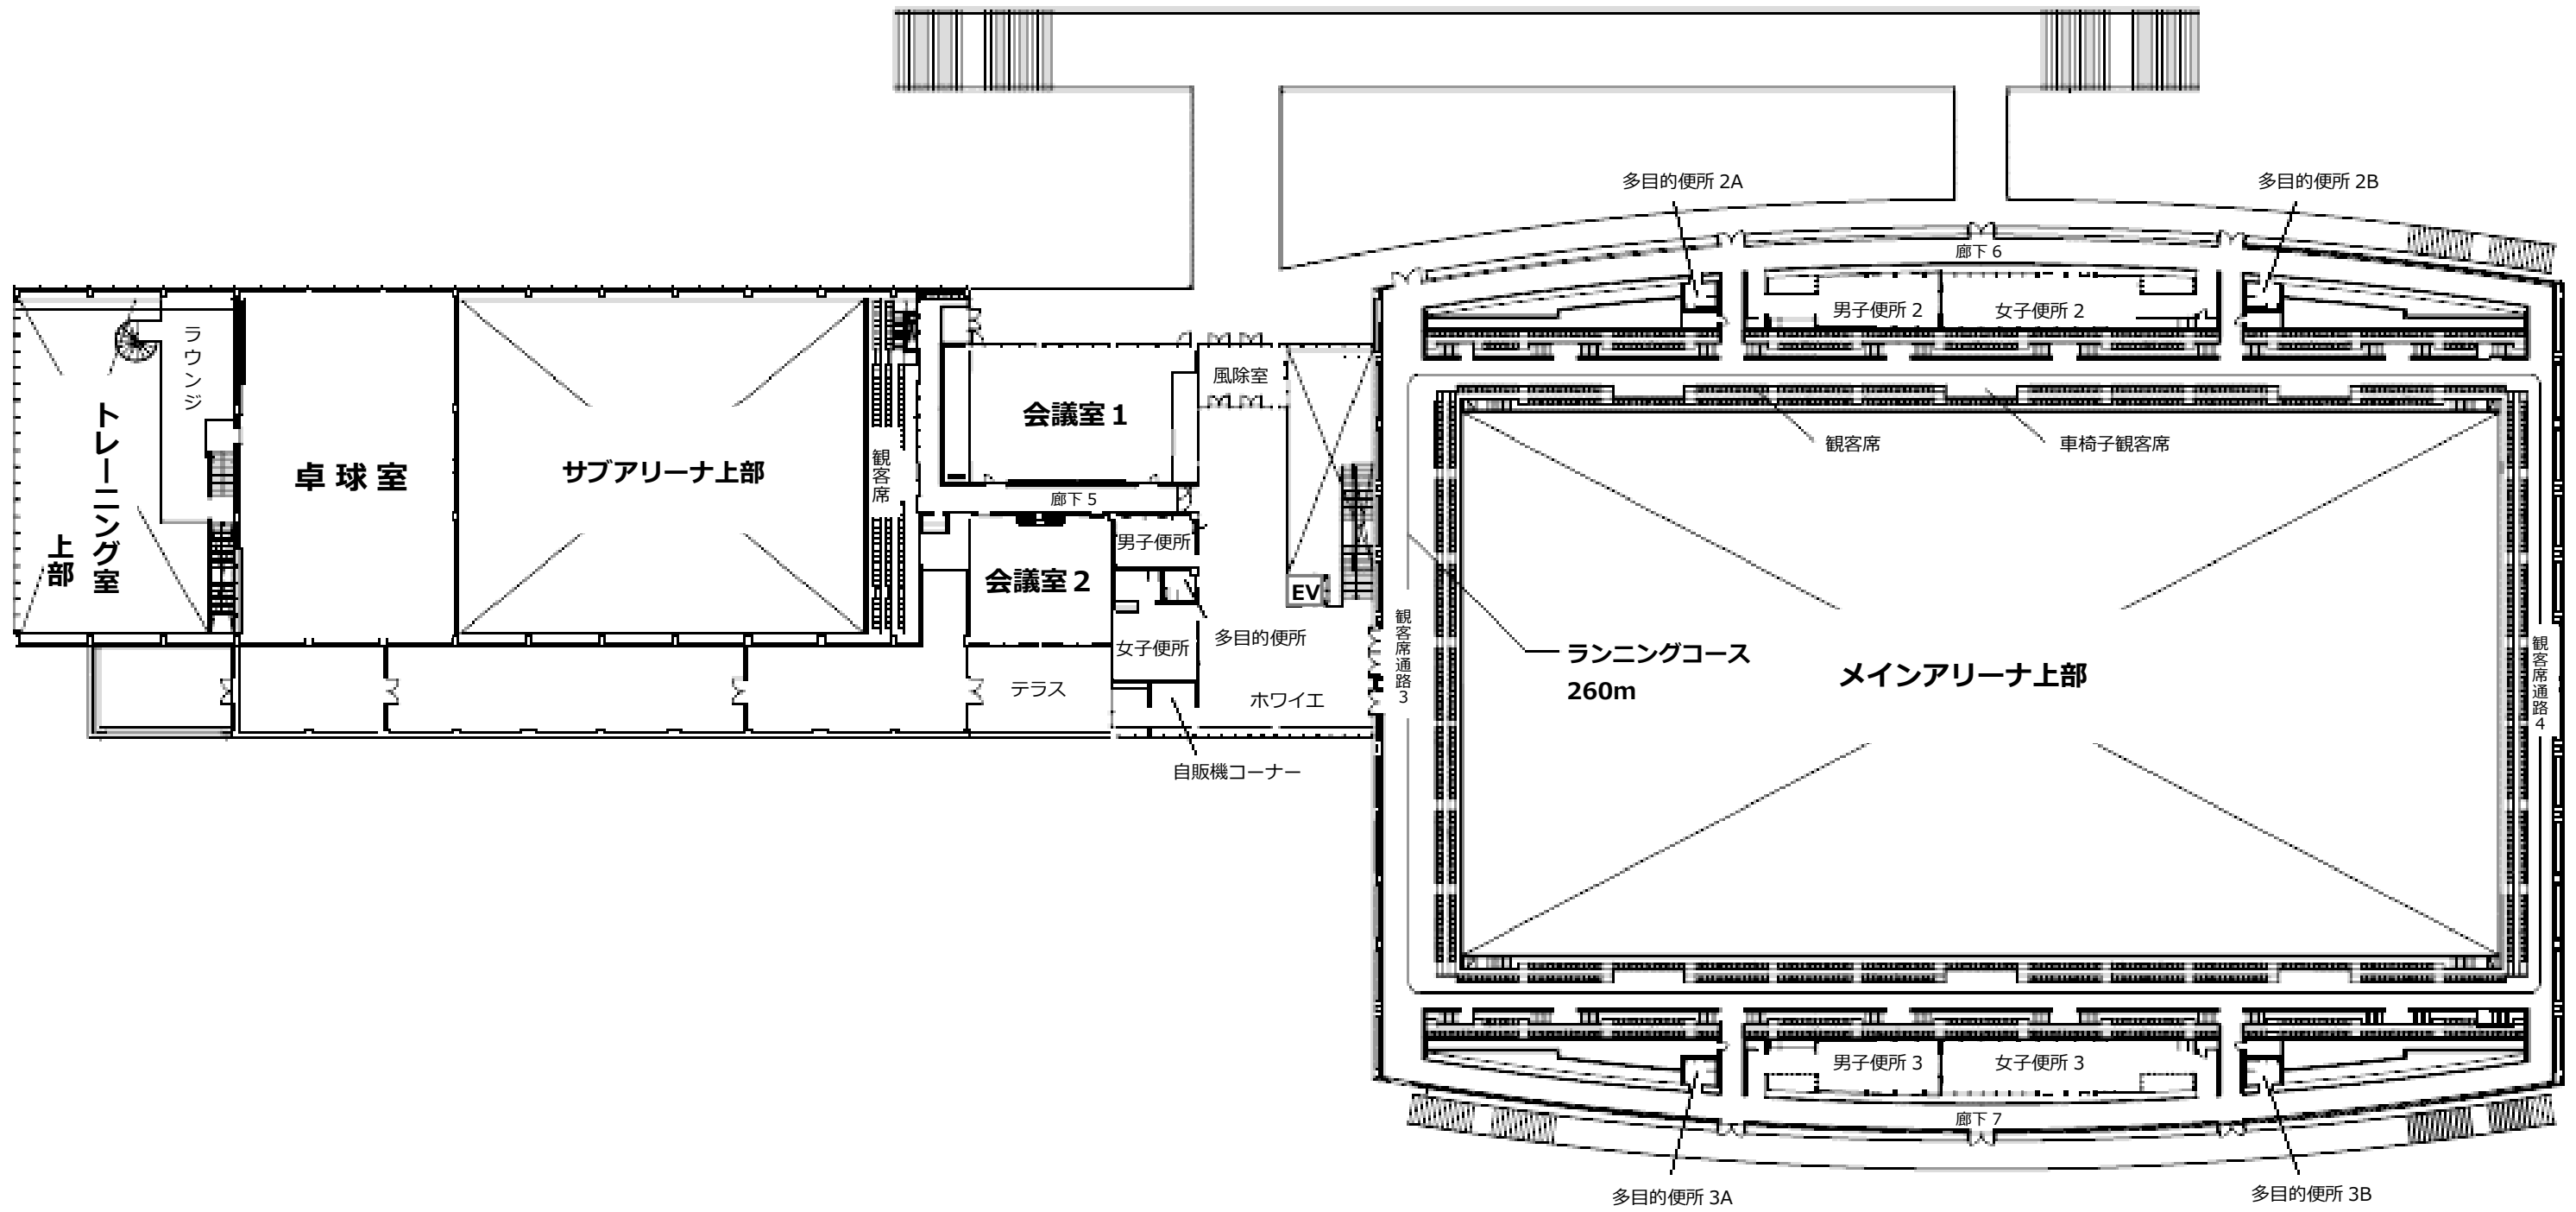 多目的便所 2A
多目的便所 2B
廊下 6
男子便所 2
女子便所 2
ラウンジ
トレーニング室
上部
卓 球 室
サブアリーナ上部
観客席
会議室 1
風除室
廊下 5
男子便所
会議室 2
EV
多目的便所
女子便所
テラス
ホワイエ
自販機コーナー
観客席
車椅子観客席
観客席通路3
ランニングコース
260m
メインアリーナ上部
観客席通路4
男子便所 3
女子便所 3
廊下 7
多目的便所 3A
多目的便所 3B